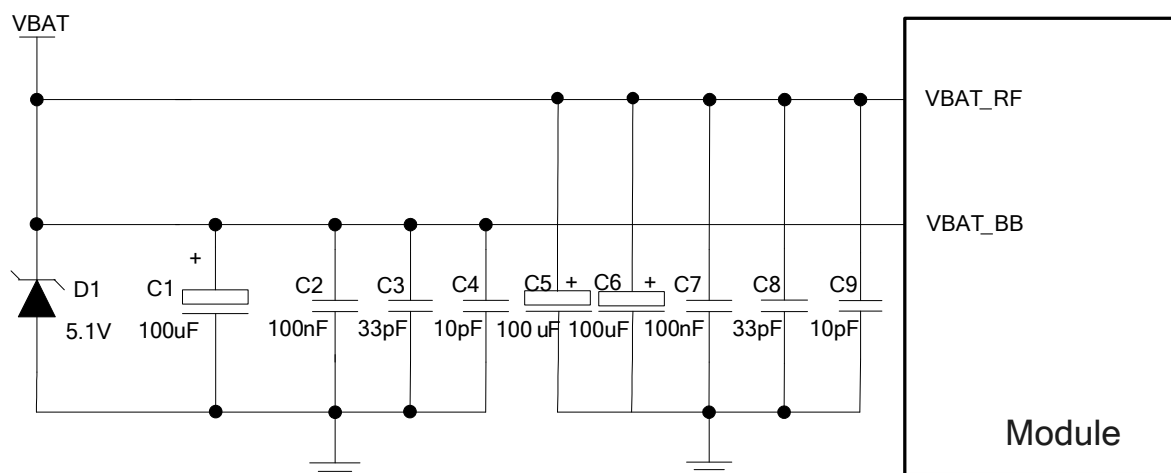 VBAT
VBAT_RF
VBAT_BB
+
D1 C1 C2 C3 C4 C5 + C6 + C7 C8 C9
5.1V 100uF 100nF 33pF 10pF 100 uF 100uF 100nF 33pF 10pF
Module